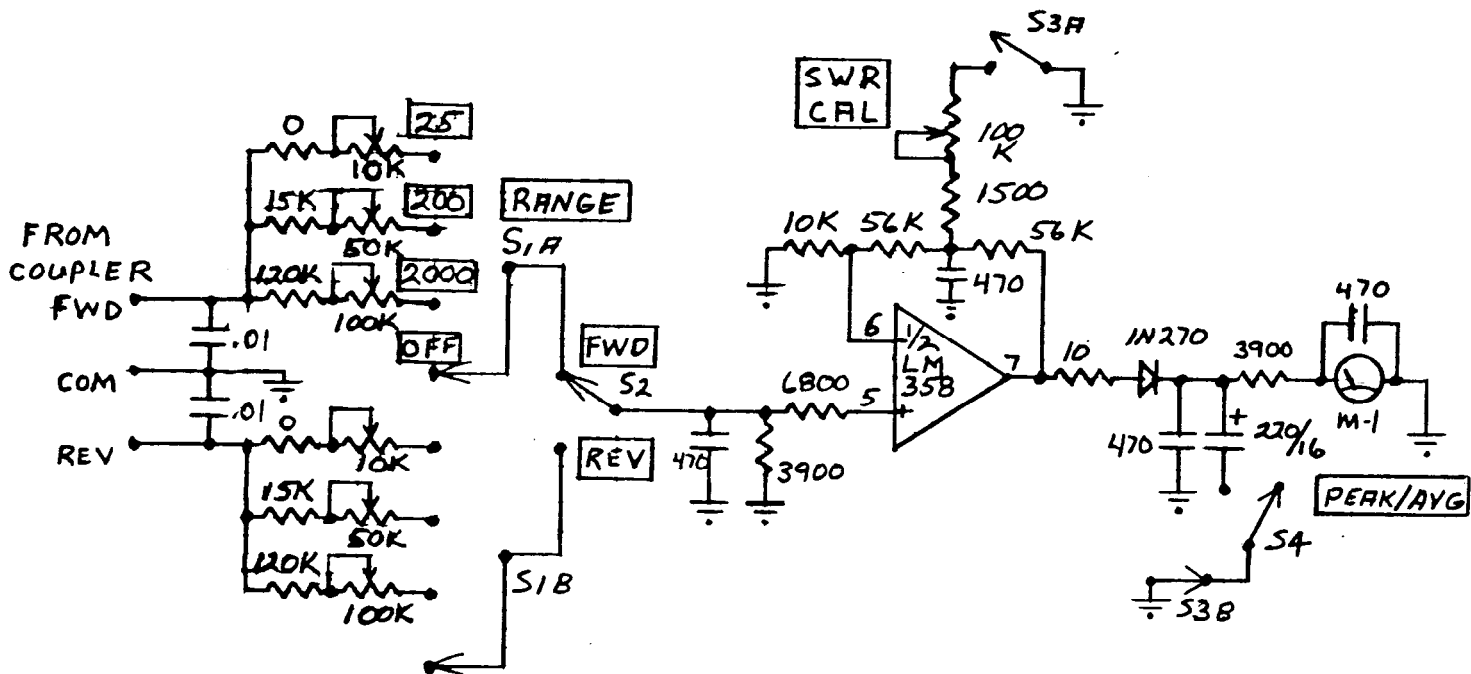 S3A
SWR
CAL
100
K
1500
10K
56K
56K
470
FROM
COUPLER
FWD
COM
REV
0
25
10K
15K
200
50K
120K
2000
100K
OFF
RANGE
S1A
FWD
S2
.01
.01
0
10K
15K
50K
120K
100K
REV
S1B
470
3900
6800
6
5
7
-
+
1/2
LM
358
10
1N270
3900
470
M-1
470
+
220/16
PEAK/AVG
S4
S3B